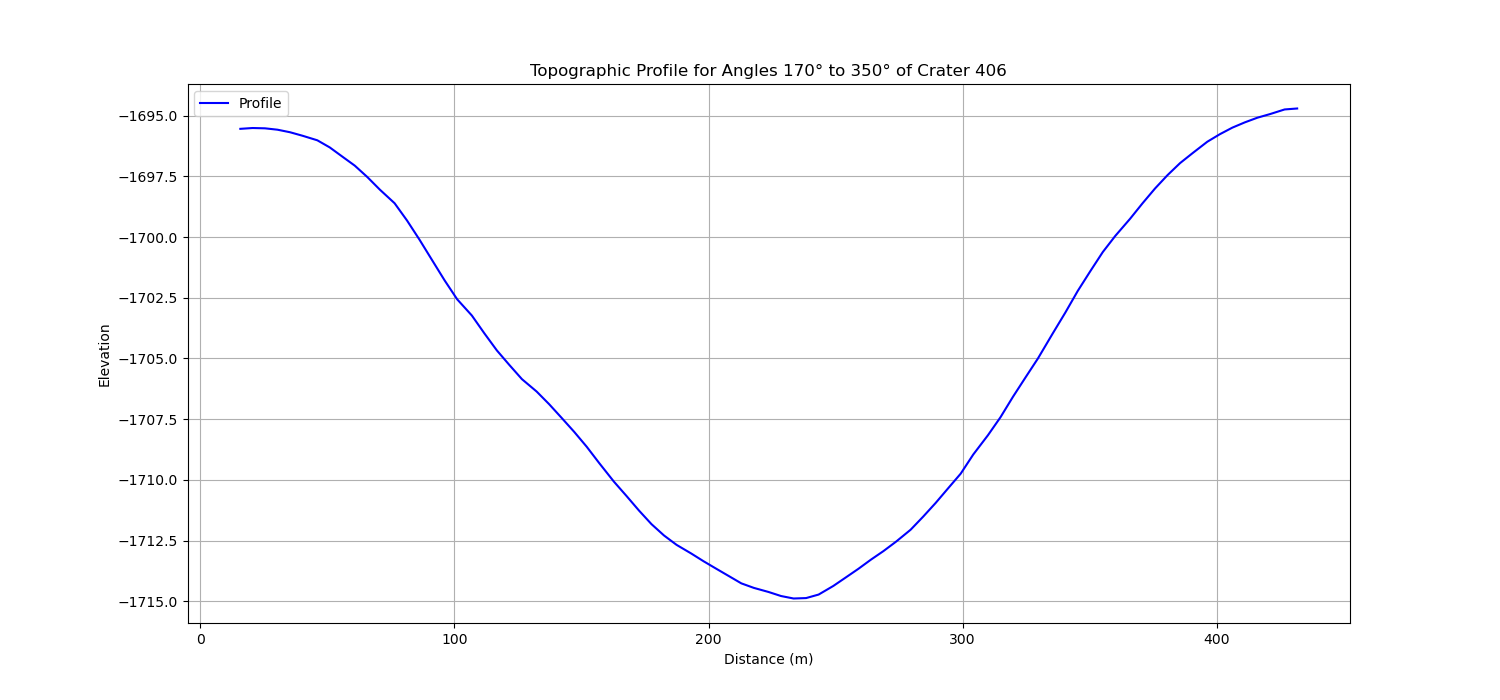 Topographic Profile for Angles 170° to 350° of Crater 406
Profile
−1695.0
−1697.5
−1700.0
−1702.5
−1705.0
−1707.5
−1710.0
−1712.5
−1715.0
Elevation
0 100 200 300 400
Distance (m)